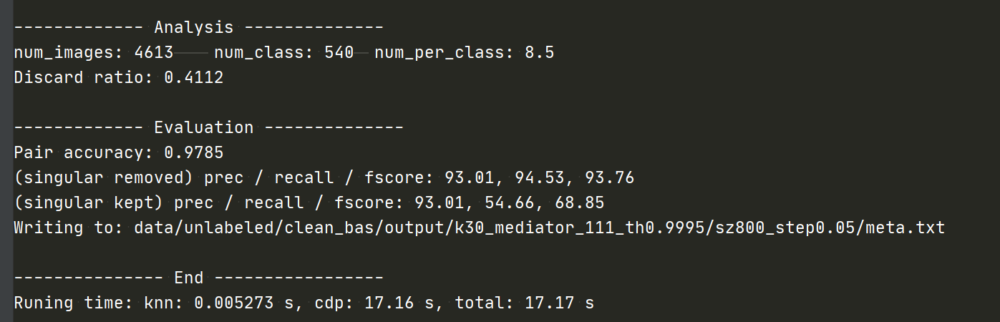 ------------- Analysis --------------
num_images: 4613	num_class: 540	num_per_class: 8.5
Discard ratio: 0.4112
------------- Evaluation --------------
Pair accuracy: 0.9785
(singular removed) prec / recall / fscore: 93.01, 94.53, 93.76
(singular kept) prec / recall / fscore: 93.01, 54.66, 68.85
Writing to: data/unlabeled/clean_bas/output/k30_mediator_111_th0.9995/sz800_step0.05/meta.txt
--------------- End -----------------
Runing time: knn: 0.005273 s, cdp: 17.16 s, total: 17.17 s